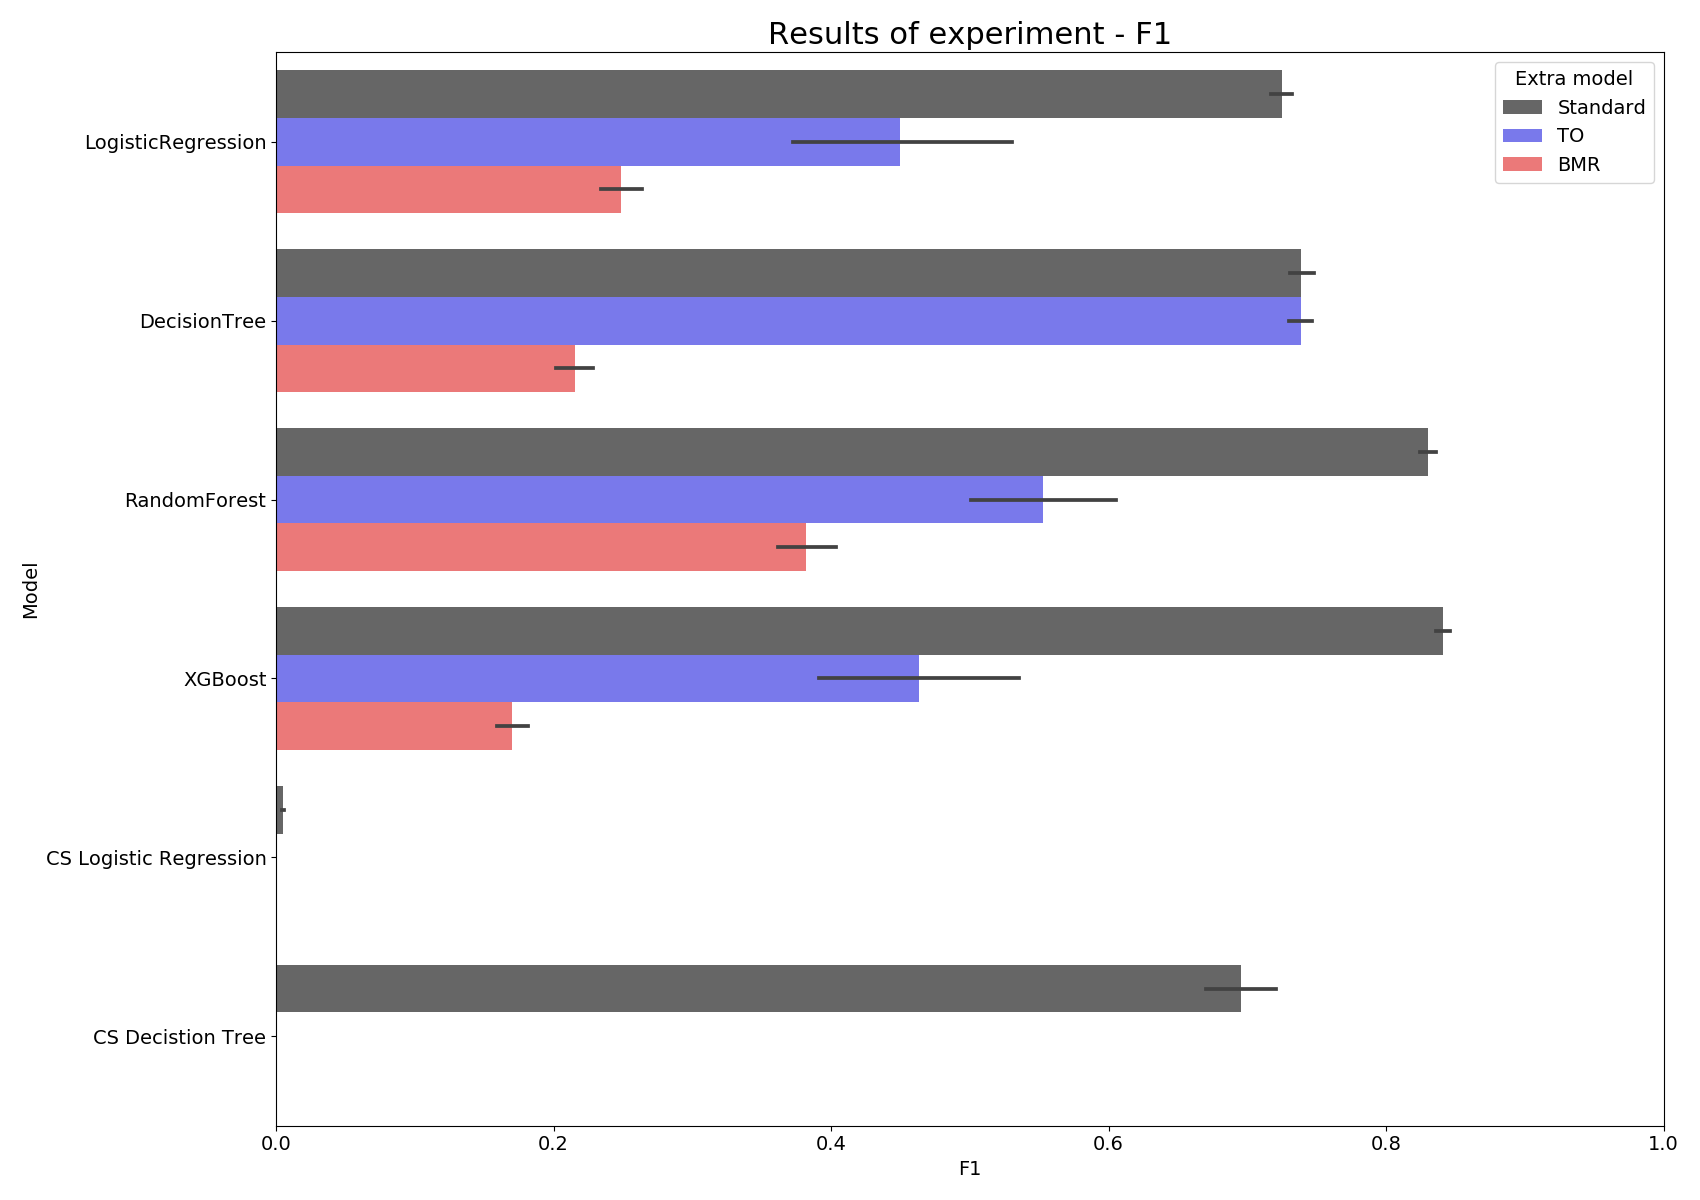 Results of experiment - F1
Extra model
Standard
TO
BMR
LogisticRegression
DecisionTree
RandomForest
XGBoost
CS Logistic Regression
CS Decistion Tree
Model
0.0 0.2 0.4 0.6 0.8 1.0
F1